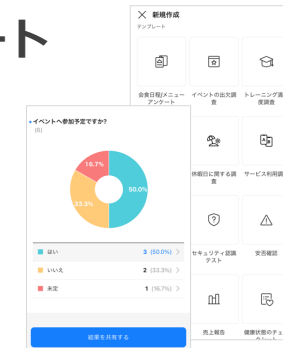 ート
新規作成
テンプレート
会食日程/メニュー
アンケート
イベントの出欠調
査
トレーニング満
度調査
休暇日に関する調
査
サービス利用調
セキュリティ認識
テスト
安否確認
売上報告
健康状態のチェ
イベントへ参加予定ですか?
(6)
16.7%
50.0%
33.3%
はい 3 (50.0%)
いいえ 2 (33.3%)
未定 1 (16.7%)
結果を共有する